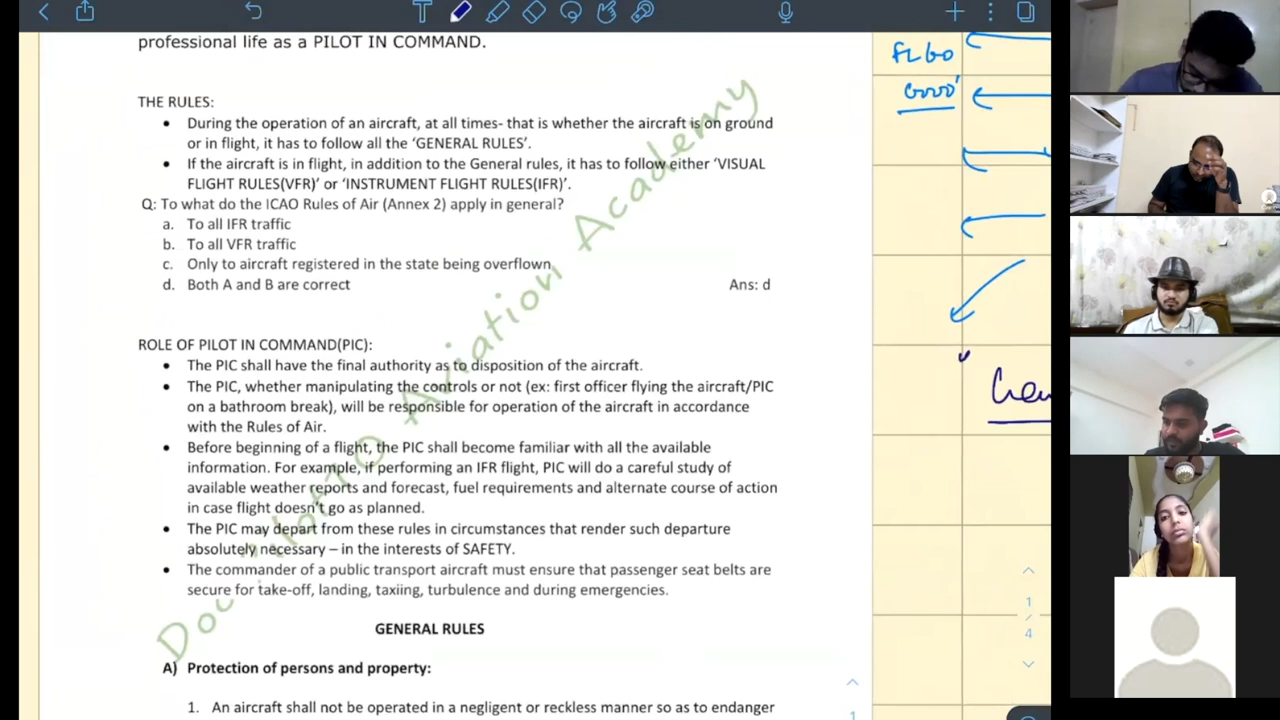 professional life as a PILOT IN COMMAND.
THE RULES:
• During the operation of an aircraft, at all times- that is whether the aircraft is on ground
or in flight, it has to follow all the ‘GENERAL RULES’.
• If the aircraft is in flight, in addition to the General rules, it has to follow either ‘VISUAL
FLIGHT RULES(VFR)’ or ‘INSTRUMENT FLIGHT RULES(IFR)’.
Q: To what do the ICAO Rules of Air (Annex 2) apply in general?
a. To all IFR traffic
b. To all VFR traffic
c. Only to aircraft registered in the state being overflown
d. Both A and B are correct Ans: d
ROLE OF PILOT IN COMMAND(PIC):
• The PIC shall have the final authority as to disposition of the aircraft.
• The PIC, whether manipulating the controls or not (ex: first officer flying the aircraft/PIC
on a bathroom break), will be responsible for operation of the aircraft in accordance
with the Rules of Air.
• Before beginning of a flight, the PIC shall become familiar with all the available
information. For example, if performing an IFR flight, PIC will do a careful study of
available weather reports and forecast, fuel requirements and alternate course of action
in case flight doesn’t go as planned.
• The PIC may depart from these rules in circumstances that render such departure
absolutely necessary – in the interests of SAFETY.
• The commander of a public transport aircraft must ensure that passenger seat belts are
secure for take-off, landing, taxiing, turbulence and during emergencies.
GENERAL RULES
A) Protection of persons and property:
1. An aircraft shall not be operated in a negligent or reckless manner so as to endanger
Aviation Academy
FL60
1
/
4
1